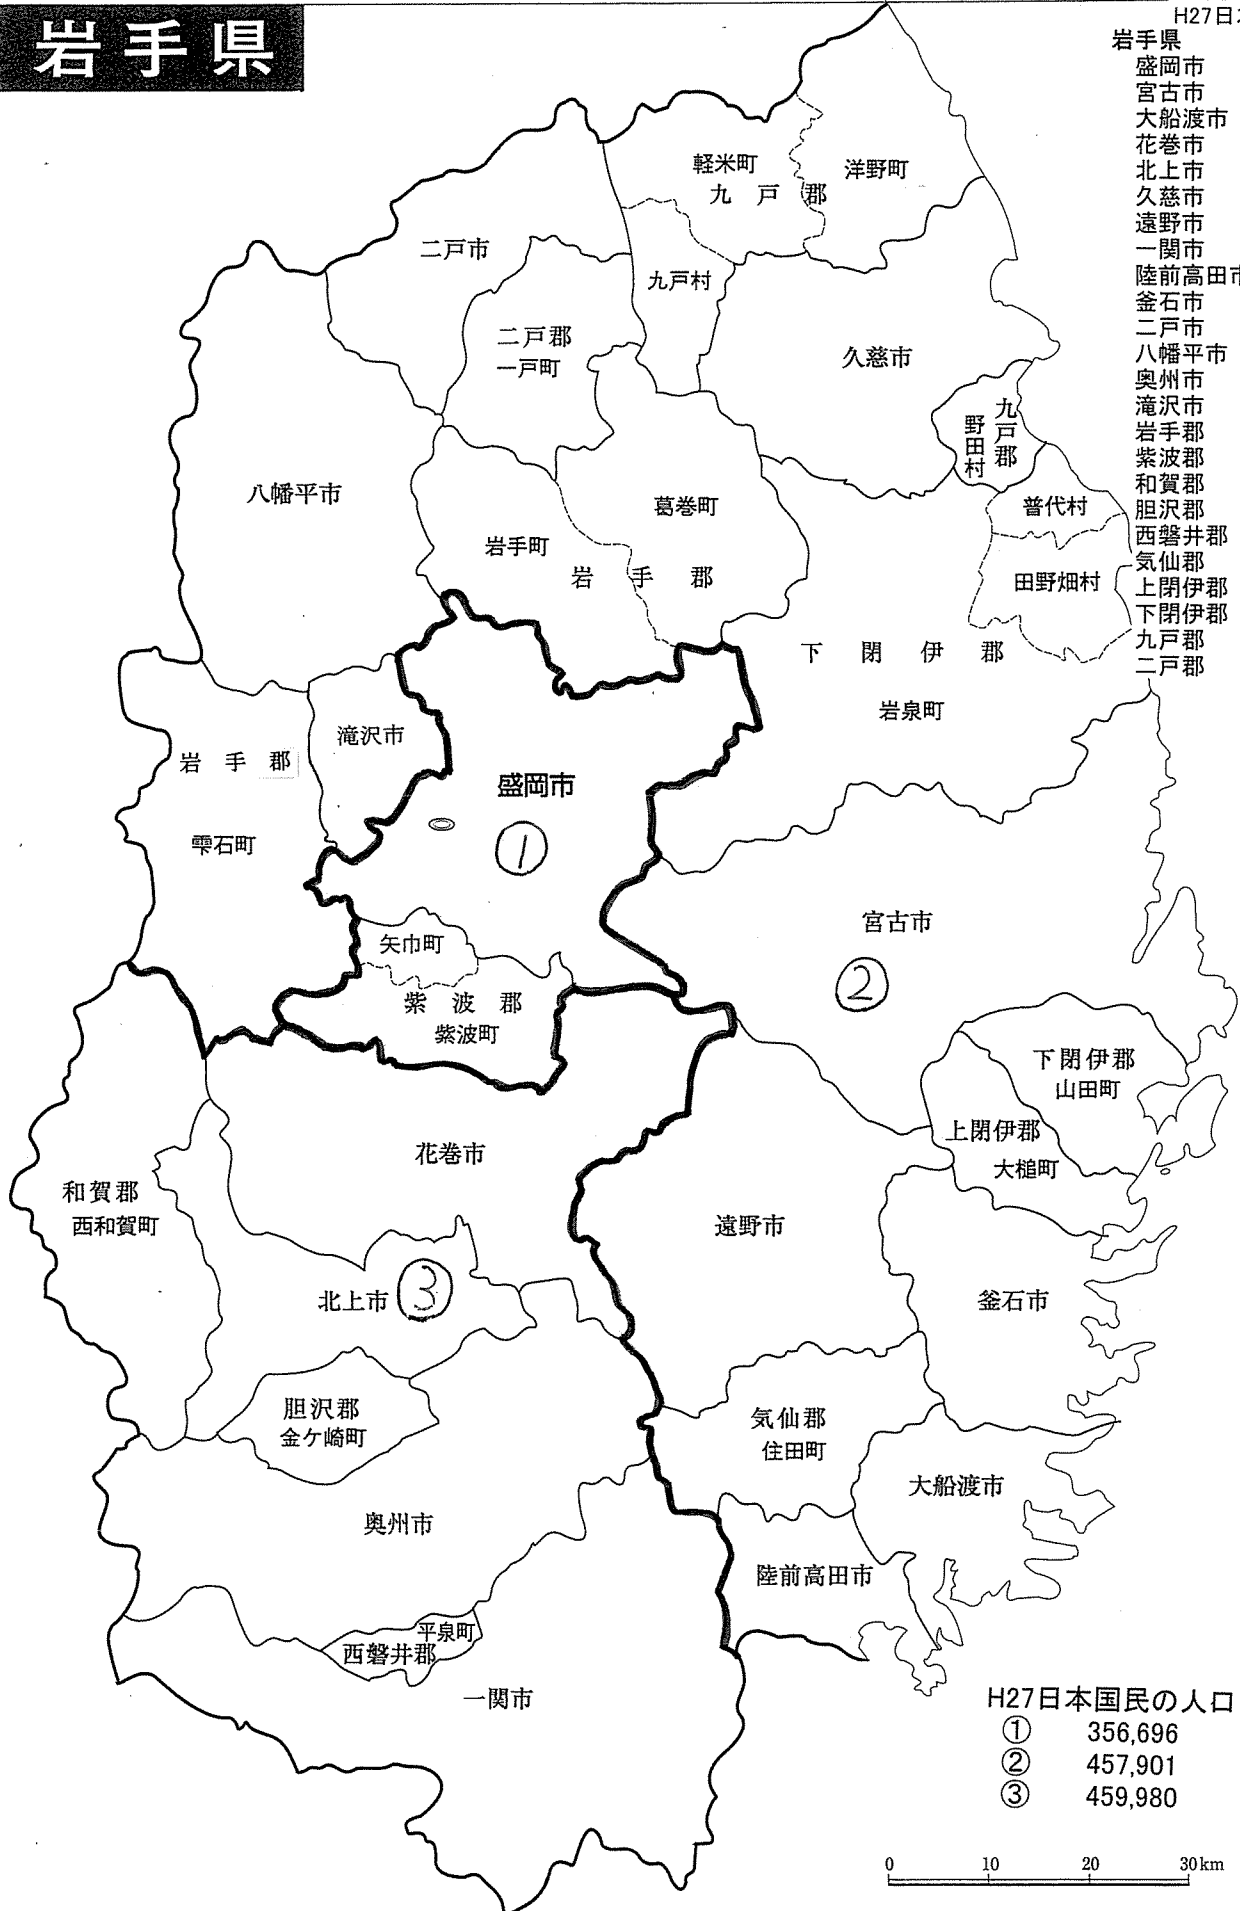 岩手県
H27日
岩手県
盛岡市
宮古市
大船渡市
花巻市
北上市
久慈市
遠野市
一関市
陸前高田市
釜石市
二戸市
八幡平市
奥州市
滝沢市
岩手郡
紫波郡
和賀郡
胆沢郡
西磐井郡
気仙郡
上閉伊郡
下閉伊郡
九戸郡
二戸郡
軽米町
洋野町
九戸郡
二戸市
九戸村
二戸郡
一戸町
久慈市
九戸郡
野田村
八幡平市
葛巻町
普代村
岩手町
岩手郡
田野畑村
下閉伊郡
岩泉町
滝沢市
岩手郡
盛岡市
雫石町
①
宮古市
矢巾町
②
紫波郡
紫波町
下閉伊郡
山田町
上閉伊郡
大槌町
花巻市
和賀郡
西和賀町
遠野市
北上市
③
釜石市
胆沢郡
金ケ崎町
気仙郡
住田町
大船渡市
奥州市
陸前高田市
平泉町
西磐井郡
一関市
H27日本国民の人口
① 356,696
② 457,901
③ 459,980
0 10 20 30km